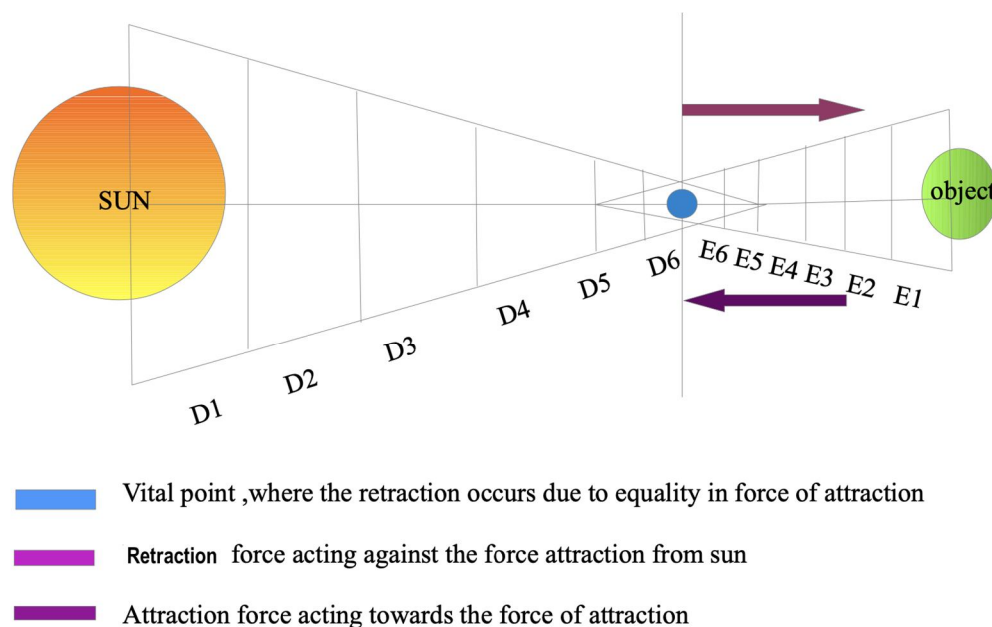 SUN
object
D1
D2
D3
D4
D5
D6
E6
E5
E4
E3
E2
E1
Vital point ,where the retraction occurs due to equality in force of attraction
Retraction force acting against the force attraction from sun
Attraction force acting towards the force of attraction